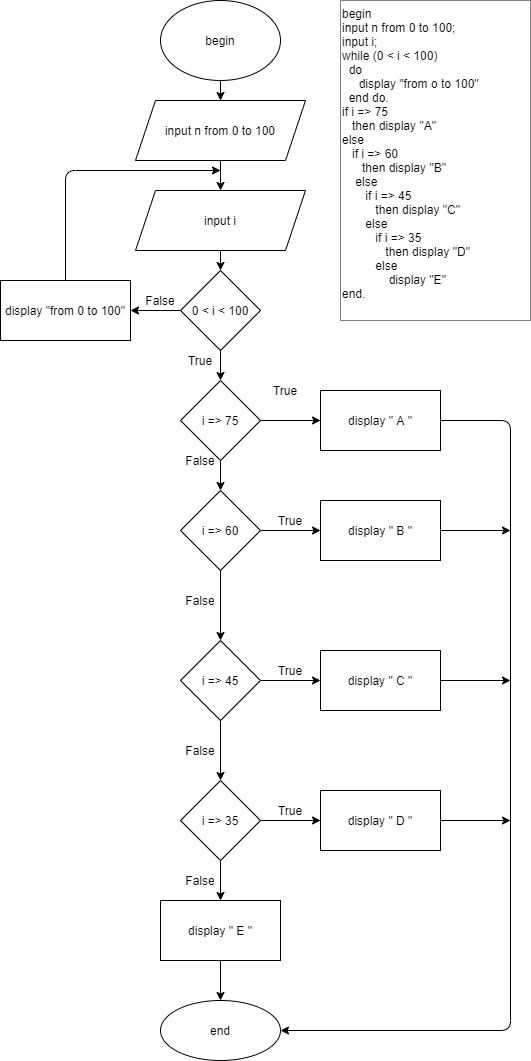 begin
input n from 0 to 100
input i
0 < i < 100
False
display "from 0 to 100"
True
i => 75
True
display " A "
False
i => 60
True
display " B "
False
i => 45
True
display " C "
False
i => 35
True
display " D "
False
display " E "
end
begin
input n from 0 to 100;
input i;
while (0 < i < 100)
do
display "from o to 100"
end do.
if i => 75
then display "A"
else
if i => 60
then display "B"
else
if i => 45
then display "C"
else
if i => 35
then display "D"
else
display "E"
end.